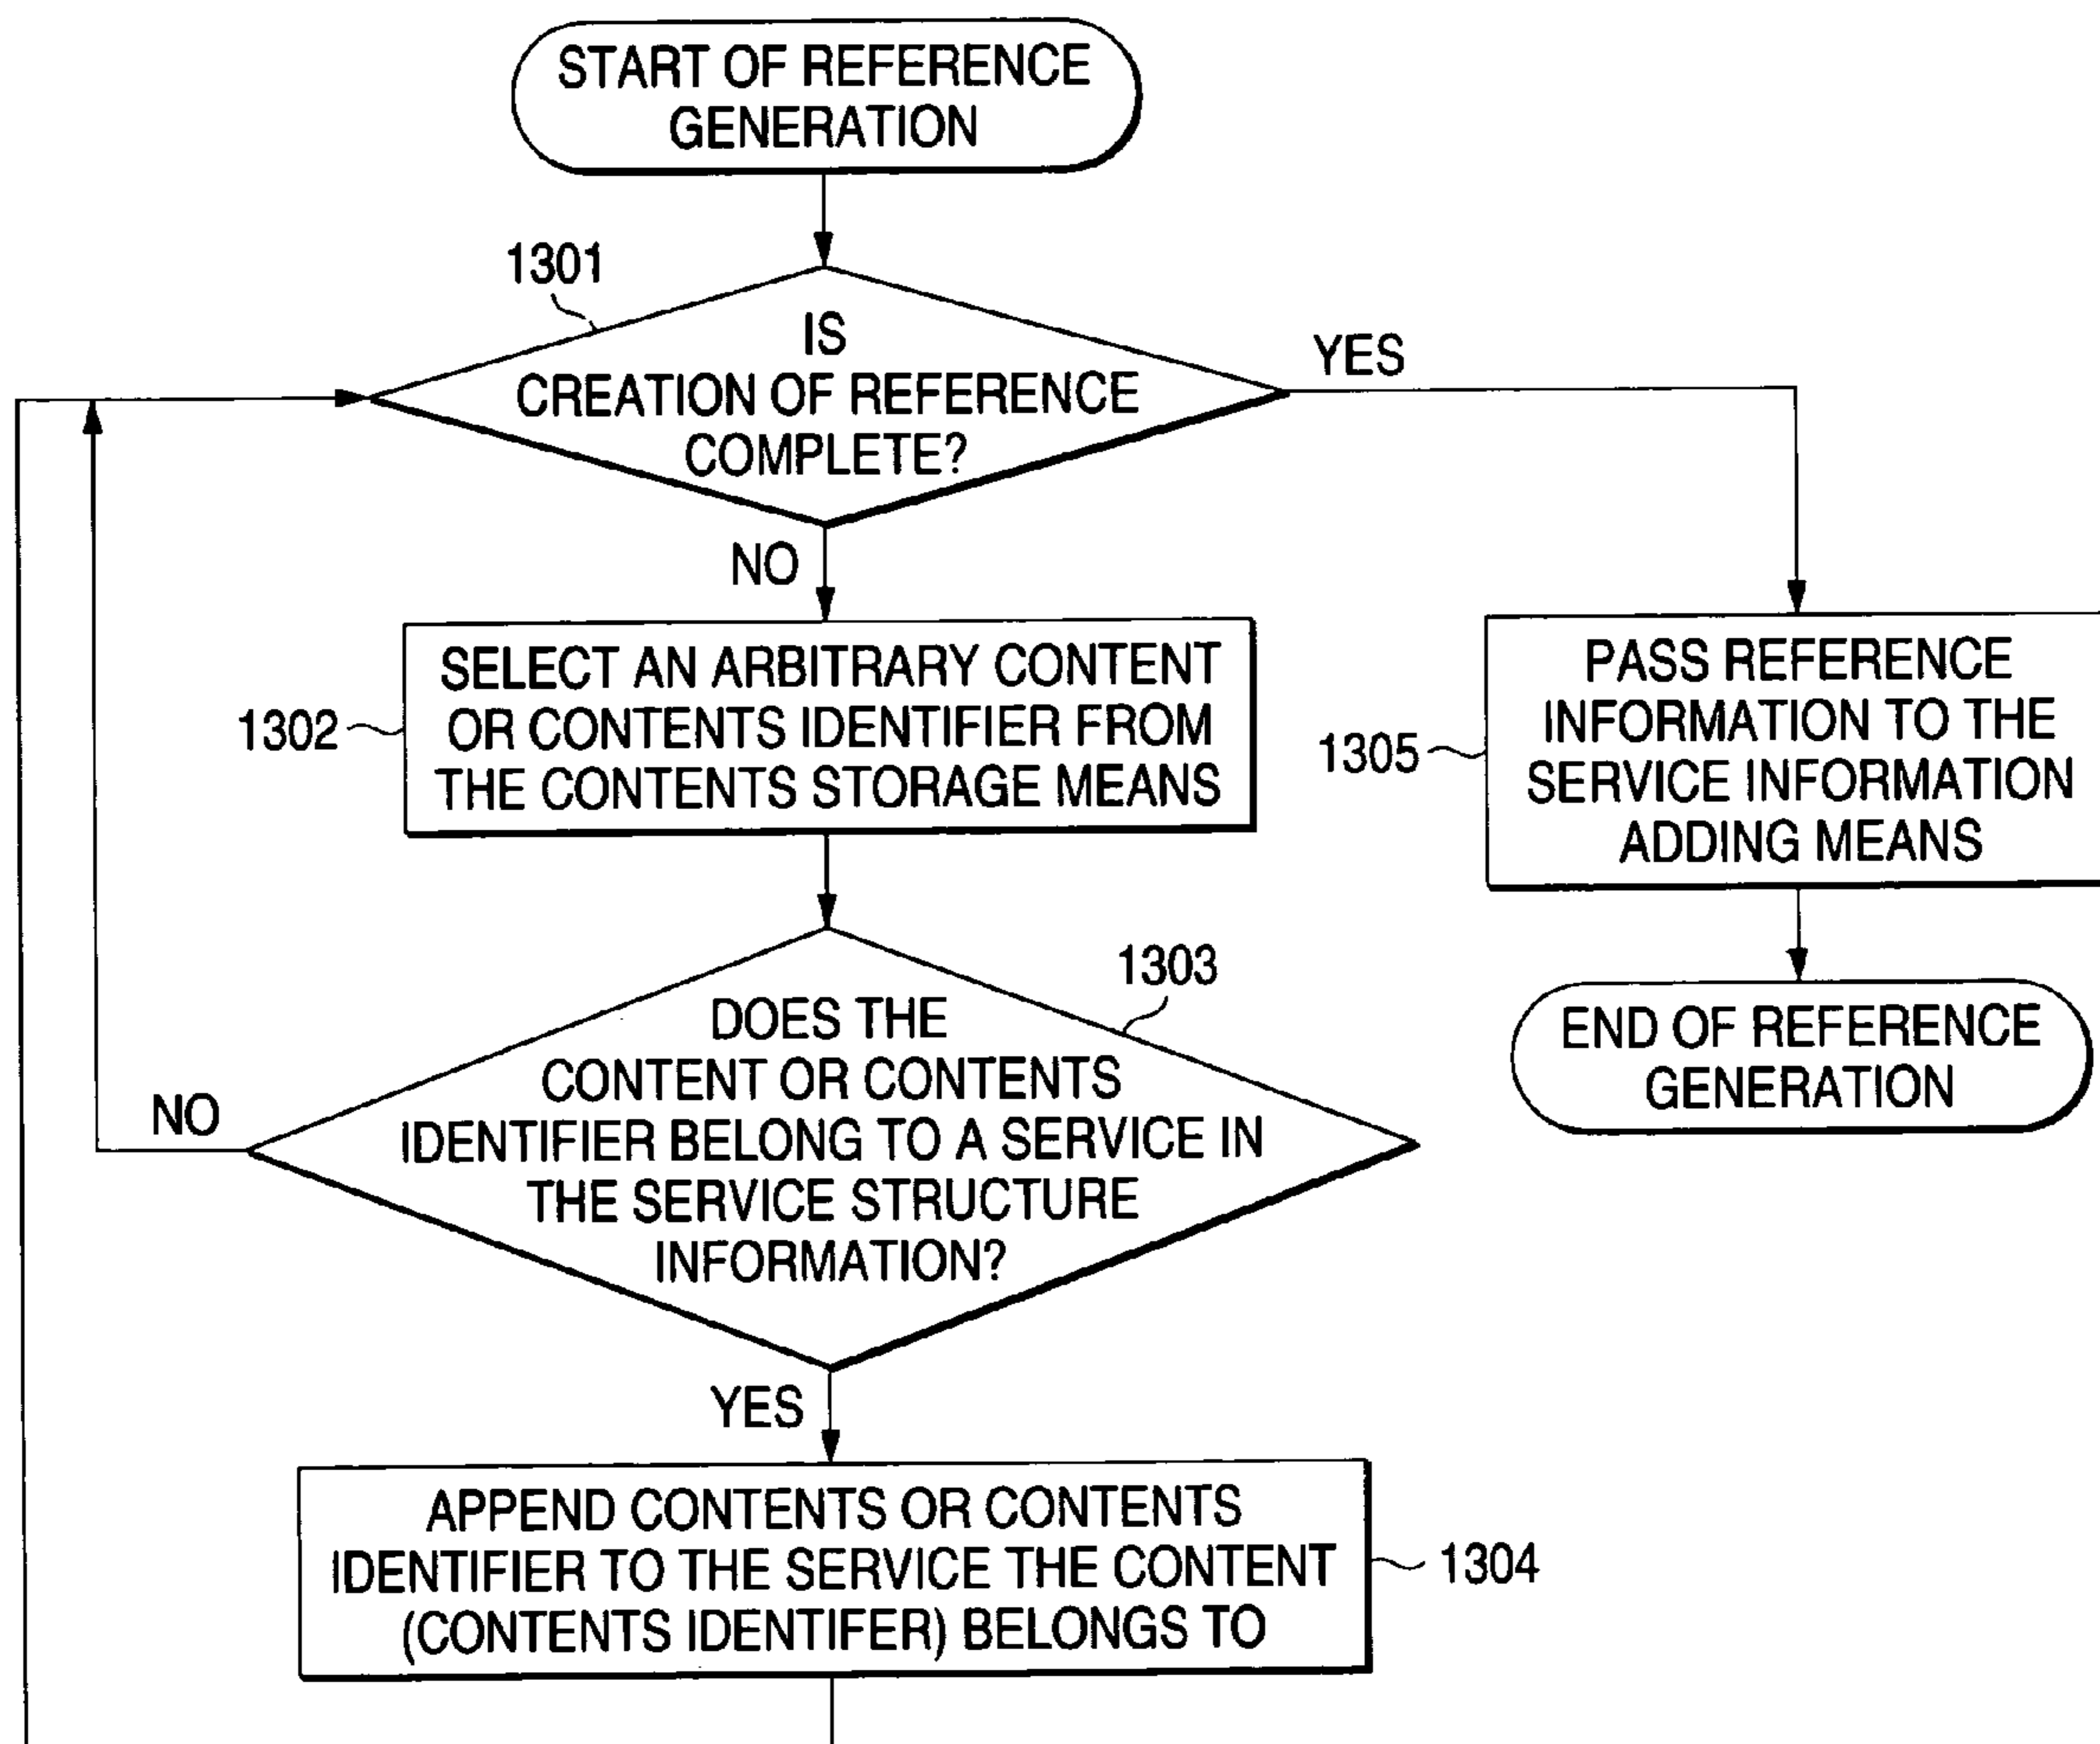 START OF REFERENCE
GENERATION
1301
IS
CREATION OF REFERENCE
COMPLETE?
YES
NO
SELECT AN ARBITRARY CONTENT
OR CONTENTS IDENTIFIER FROM
THE CONTENTS STORAGE MEANS
1302
PASS REFERENCE
INFORMATION TO THE
SERVICE INFORMATION
ADDING MEANS
1305
1303
DOES THE
CONTENT OR CONTENTS
IDENTIFIER BELONG TO A SERVICE IN
THE SERVICE STRUCTURE
INFORMATION?
END OF REFERENCE
GENERATION
NO
YES
APPEND CONTENTS OR CONTENTS
IDENTIFIER TO THE SERVICE THE CONTENT
(CONTENTS IDENTIFER) BELONGS TO
1304